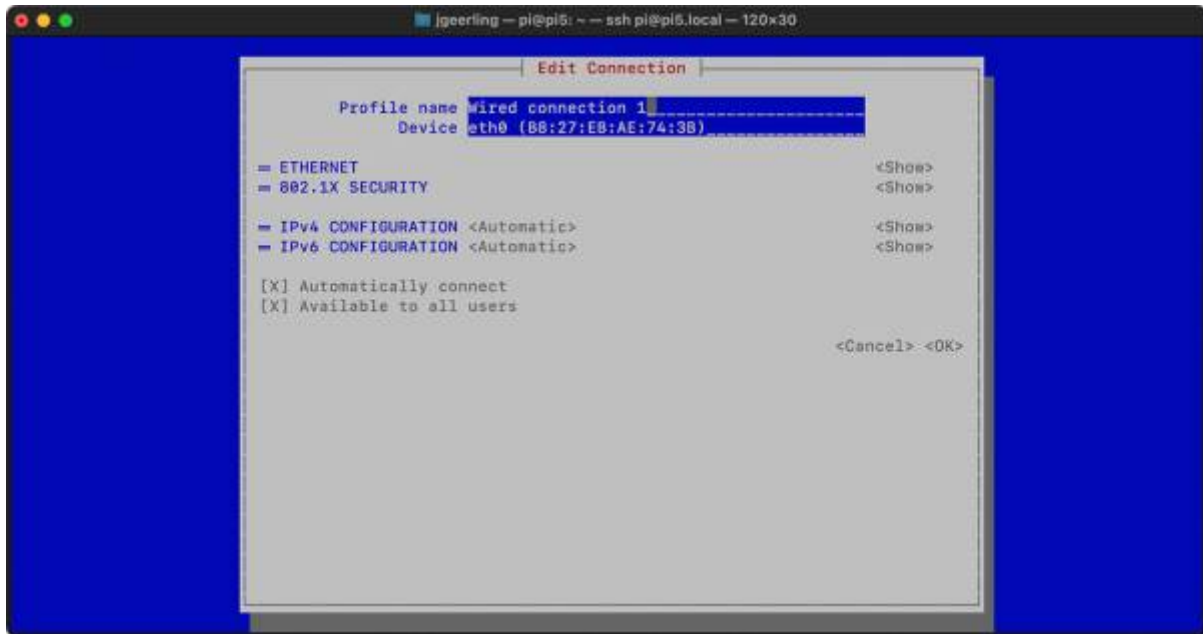 jgeerling — pi@pi5: ~ — ssh pi@pi5.local — 120×30
Edit Connection
Profile name Wired connection 1
Device eth0 (B8:27:EB:AE:74:3B)
= ETHERNET <Show>
= 802.1X SECURITY <Show>
= IPv4 CONFIGURATION <Automatic> <Show>
= IPv6 CONFIGURATION <Automatic> <Show>
[X] Automatically connect
[X] Available to all users
<Cancel> <OK>